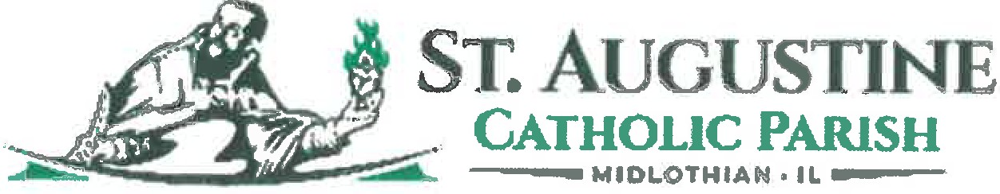 ST. AUGUSTINE
CATHOLIC PARISH
MIDLOTHIAN · IL